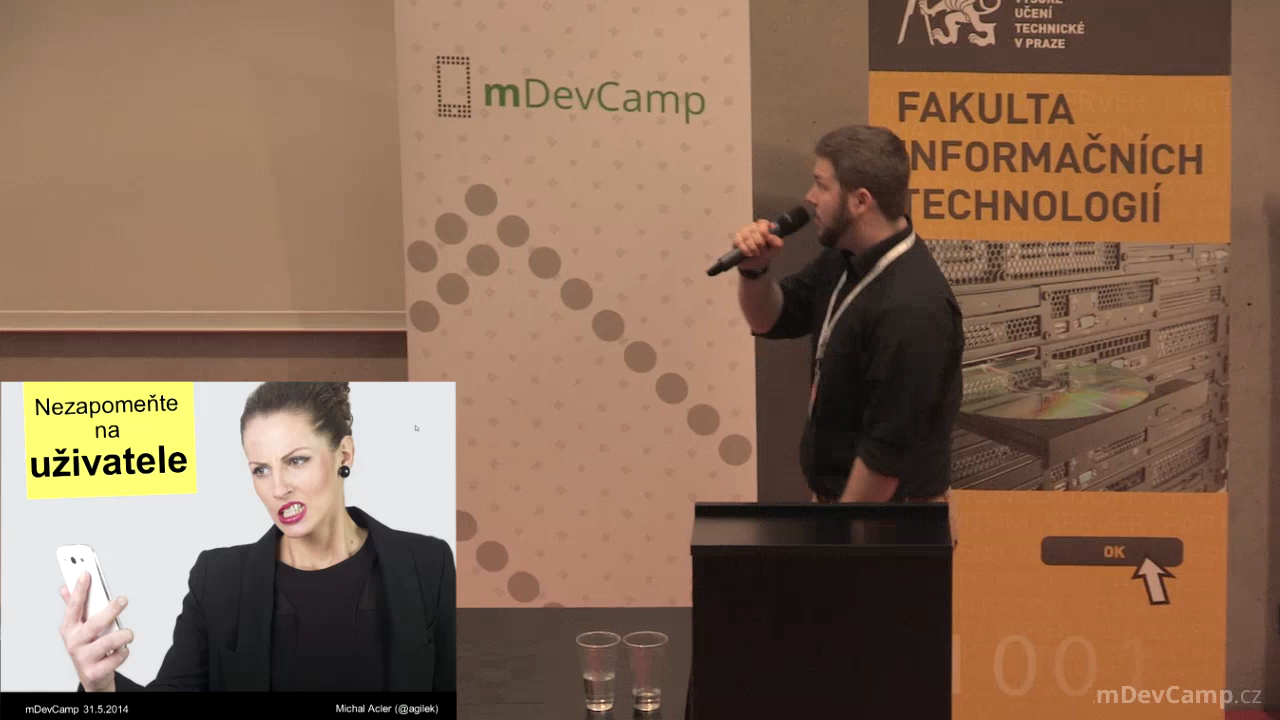 UČENÍ
TECHNICKÉ
V PRAZE
mDevCamp
FAKULTA
INFORMAČNÍCH
TECHNOLOGIÍ
Nezapomeňte
na
uživatele
OK
1001
mDevCamp 31.5.2014
Michal Acler (@agilek)
mDevCamp.cz